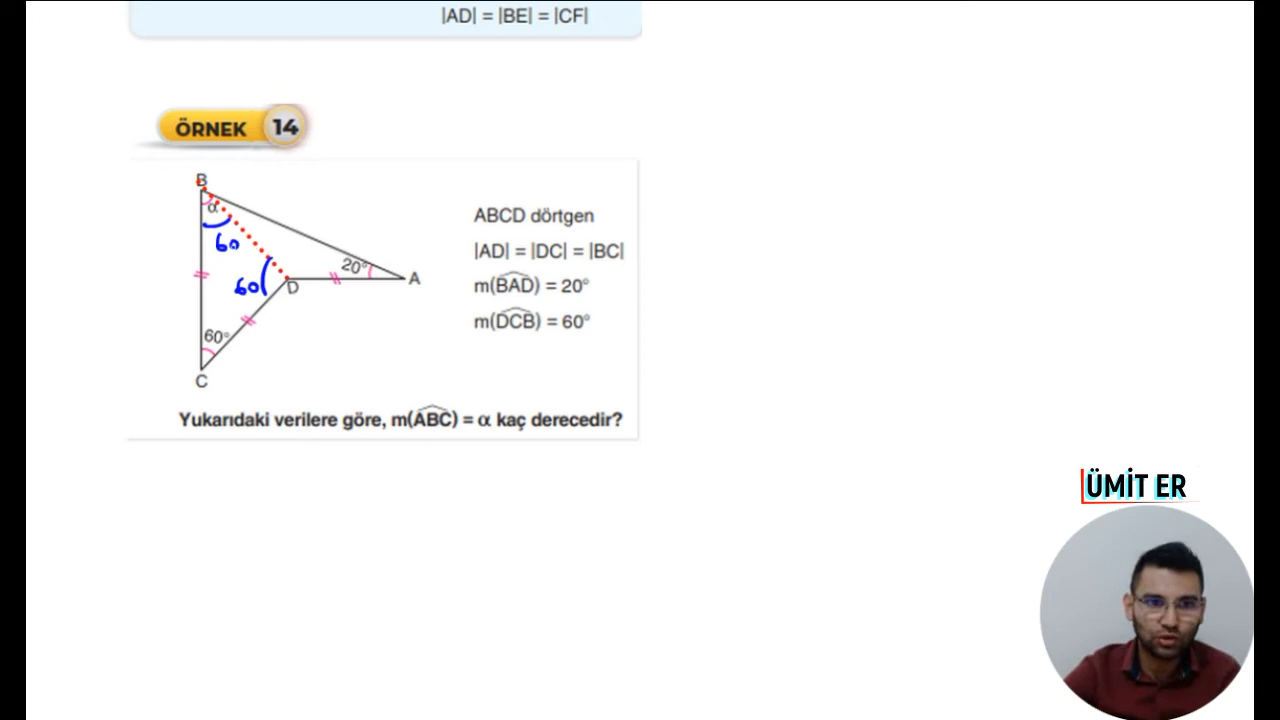 |AD| = |BE| = |CF|
ÖRNEK 14
B
α
60
20°
A
60
D
60°
C
ABCD dörtgen
|AD| = |DC| = |BC|
m(BAD) = 20°
m(DCB) = 60°
Yukarıdaki verilere göre, m(ABC) = α kaç derecedir?
ÜMİT ER